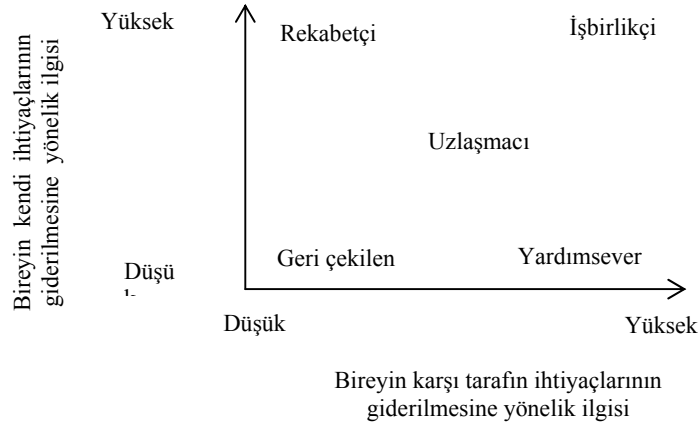 Yüksek
Rekabetçi
İşbirlikçi
Bireyin kendi ihtiyaçlarının
giderilmesine yönelik ilgisi
Uzlaşmacı
Geri çekilen
Yardımsever
Düşü
Düşük
Yüksek
Bireyin karşı tarafın ihtiyaçlarının
giderilmesine yönelik ilgisi